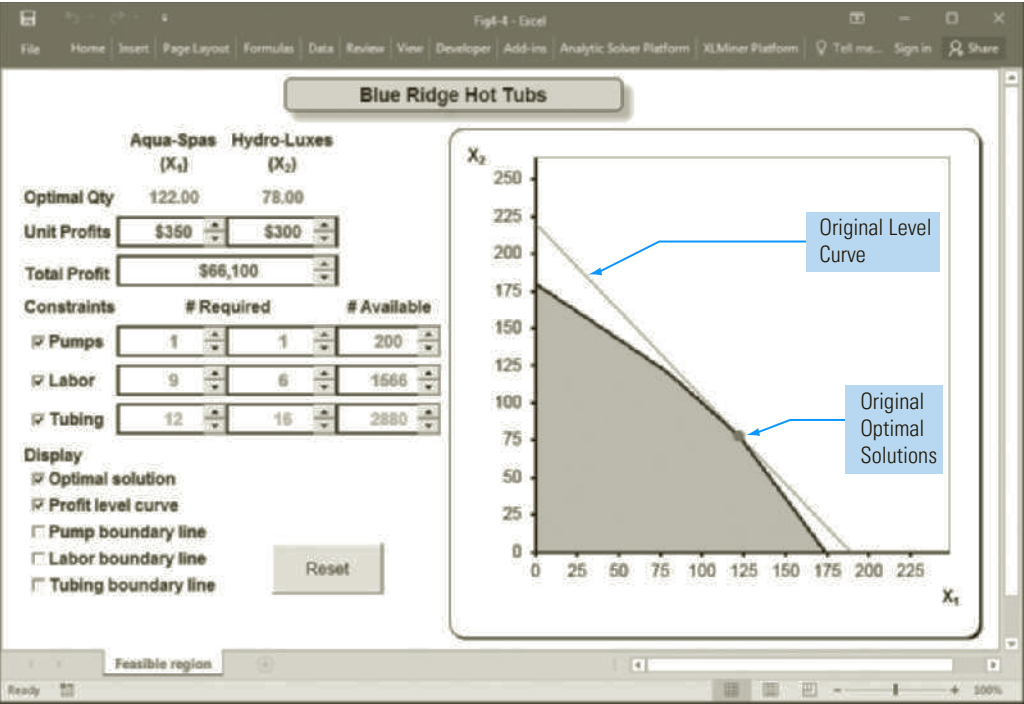 Fig4-4 - Excel
File Home Insert Page Layout Formulas Data Review View Developer Add-ins Analytic Solver Platform XLMiner Platform Tell me... Sign in Share
Blue Ridge Hot Tubs
Aqua-Spas Hydro-Luxes
(X₁) (X₂)
Optimal Qty 122.00 78.00
Unit Profits $350 $300
Total Profit $66,100
Constraints # Required # Available
Pumps 1 1 200
Labor 9 6 1566
Tubing 12 16 2880
Display
Optimal solution
Profit level curve
Pump boundary line
Labor boundary line
Tubing boundary line
Reset
X₂
250
225
200
175
150
125
100
75
50
25
0
0 25 50 75 100 125 150 175 200 225
X₁
Original Level
Curve
Original
Optimal
Solutions
Feasible region
Ready 100%